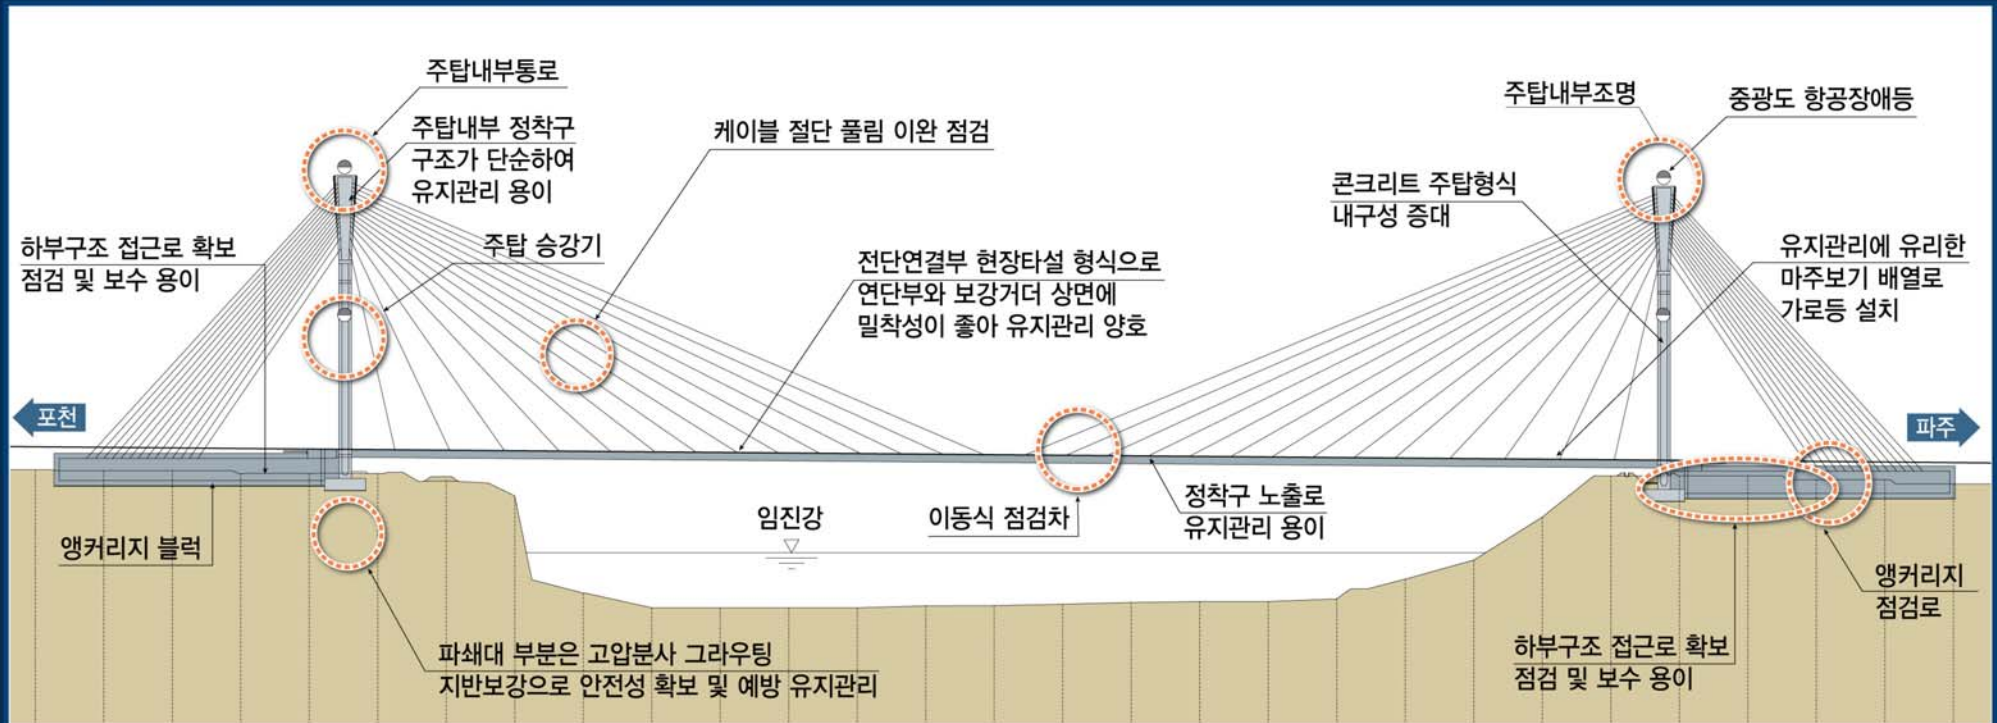 주탑내부통로
주탑내부 정착구
구조가 단순하여
유지관리 용이
케이블 절단 풀림 이완 점검
주탑내부조명
중광도 항공장애등
콘크리트 주탑형식
내구성 증대
하부구조 접근로 확보
점검 및 보수 용이
주탑 승강기
전단연결부 현장타설 형식으로
연단부와 보강거더 상면에
밀착성이 좋아 유지관리 양호
유지관리에 유리한
마주보기 배열로
가로등 설치
포천
파주
앵커리지 블럭
임진강
이동식 점검차
정착구 노출로
유지관리 용이
앵커리지
점검로
파쇄대 부분은 고압분사 그라우팅
지반보강으로 안전성 확보 및 예방 유지관리
하부구조 접근로 확보
점검 및 보수 용이